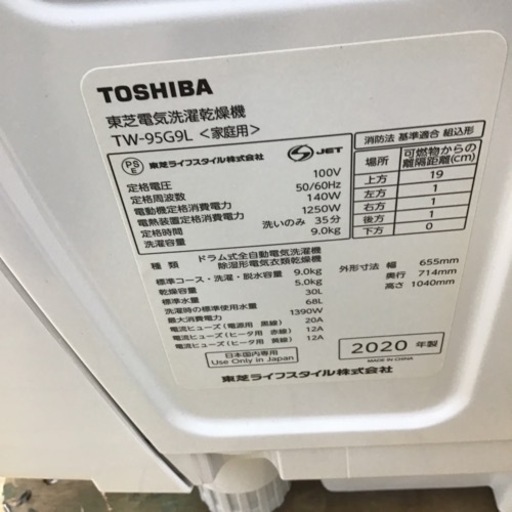 TOSHIBA
東芝電気洗濯乾燥機
TW-95G9L <家庭用>
PS E 東芝ライフスタイル株式会社 S-JET
定格電圧 100V
定格周波数 50/60Hz
電動機定格消費電力 140W
電熱装置定格消費電力 1250W
定格時間 洗いのみ 35分
洗濯容量 9.0kg
消防法 基準適合 組込形
場所 可燃物からの離隔距離(cm)
上方 19
左方 1
右方 1
後方 1
下方 0
種類 ドラム式全自動電気洗濯機
除湿形電気衣類乾燥機
標準コース・洗濯・脱水容量 9.0kg
乾燥容量 5.0kg
標準水量 30L
洗濯時の標準使用水量 68L
最大消費電力 1390W
電流ヒューズ(電源用 黒線) 20A
電流ヒューズ(ヒータ用 赤線) 12A
電流ヒューズ(ヒータ用 黄線) 12A
外形寸法 幅 655mm
奥行 714mm
高さ 1040mm
日本国内専用
Use Only in Japan
2020 年製
MADE IN CHINA
東芝ライフスタイル株式会社